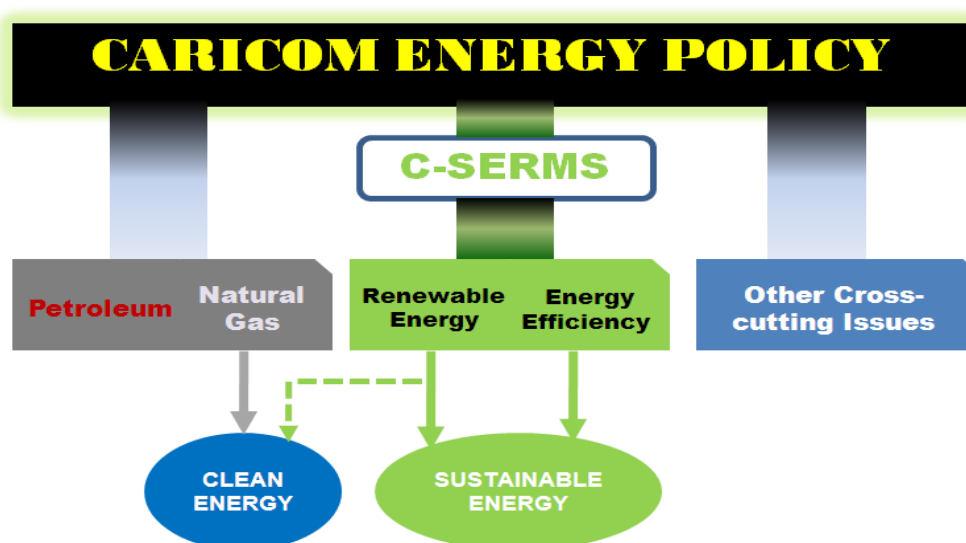 CARICOM ENERGY POLICY
C-SERMS
Petroleum
Natural
Gas
Renewable
Energy
Energy
Efficiency
Other Cross-
cutting Issues
CLEAN
ENERGY
SUSTAINABLE
ENERGY